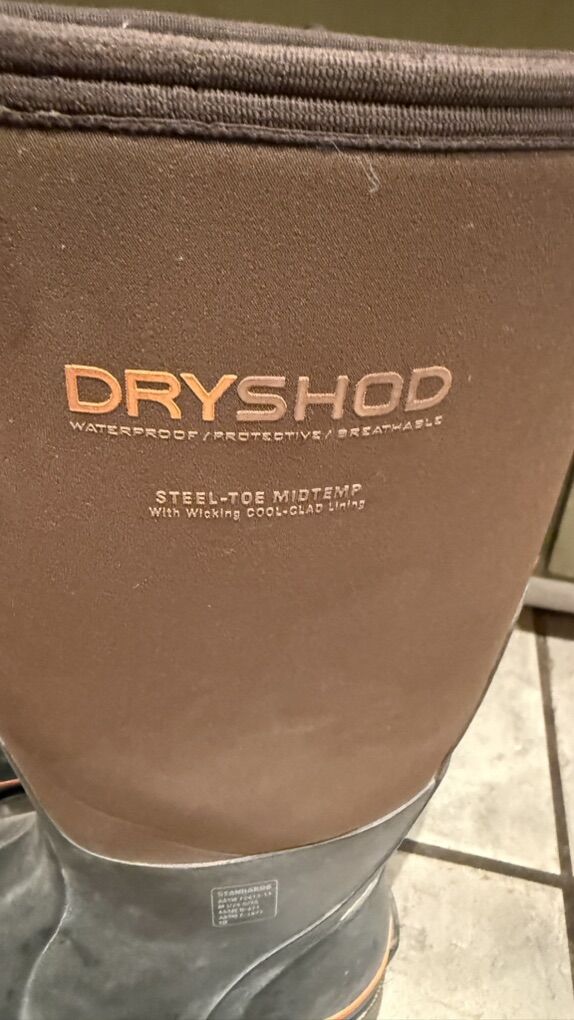 DRYSHOD
WATERPROOF / PROTECTIVE / BREATHABLE
STEEL-TOE MIDTEMP
With Wicking COOL-CLAD Lining
STANDARDS